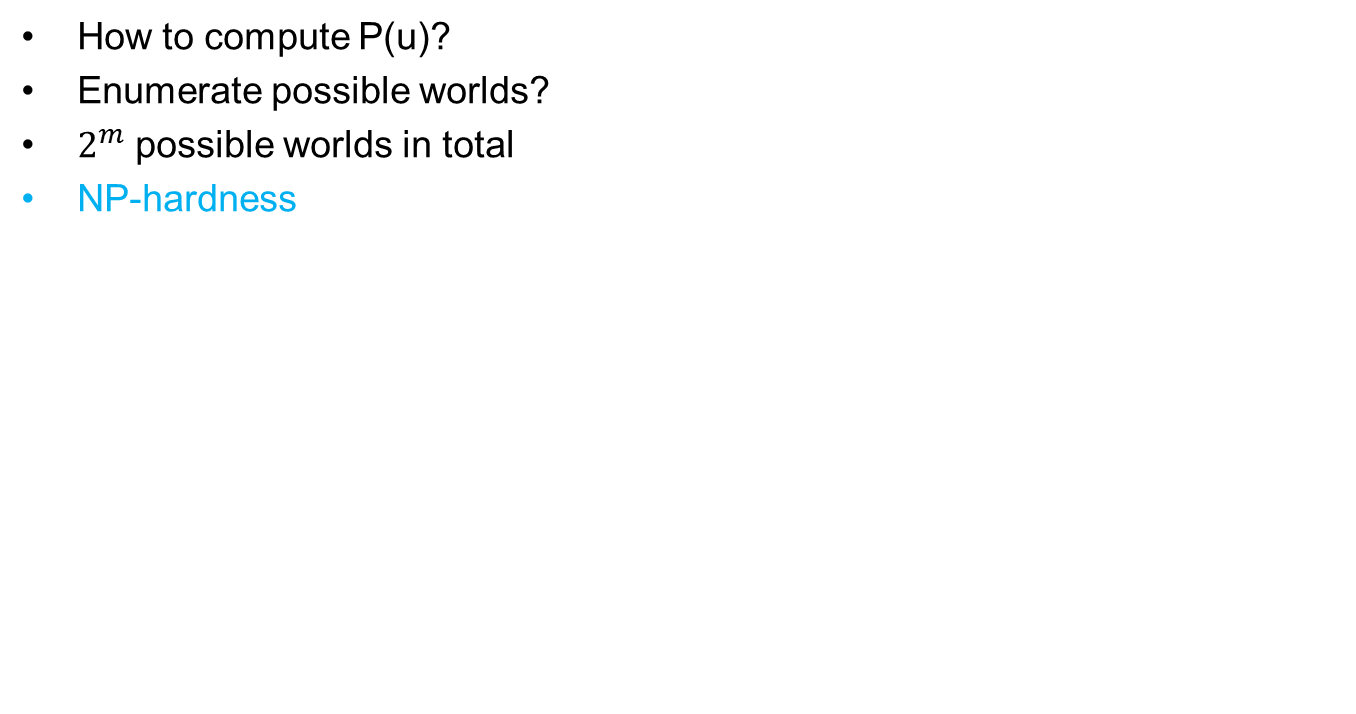 • How to compute P(u)?
• Enumerate possible worlds?
• $2^m$ possible worlds in total
• NP-hardness